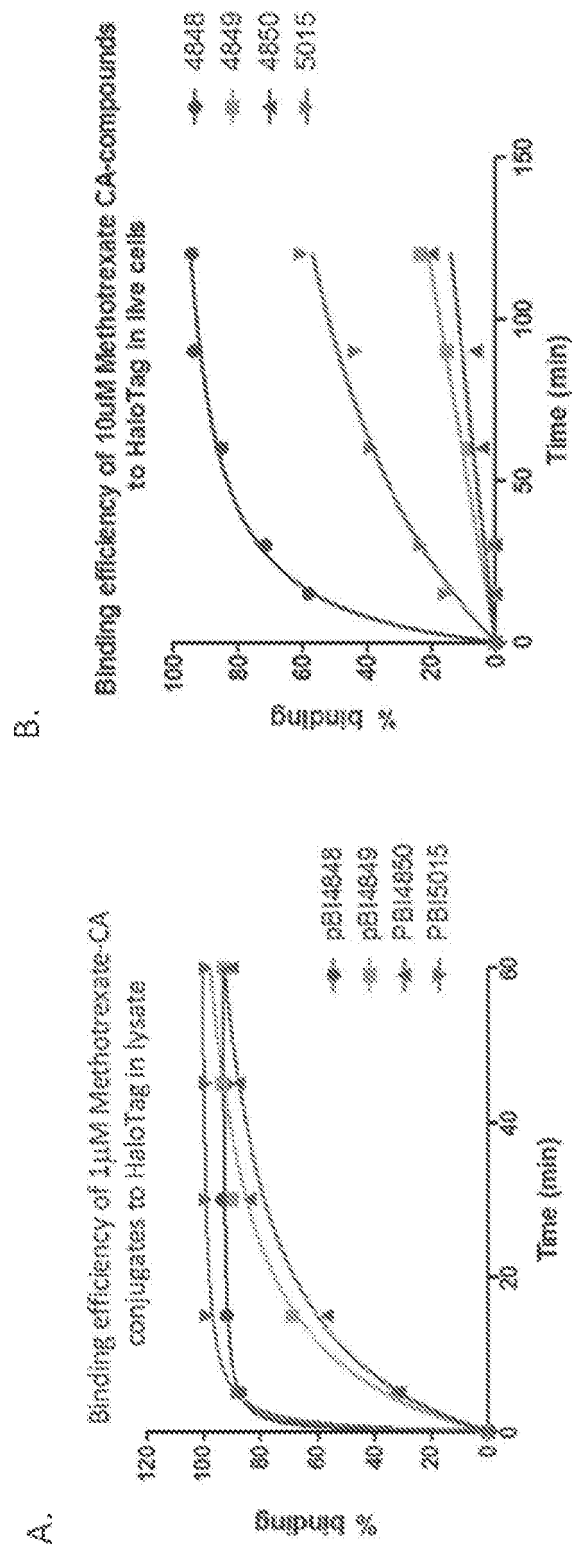 A.
Binding efficiency of 1µM Methotrexate-CA
conjugates to HaloTag in lysate
% binding
120
100
80
60
40
20
0
0
20
40
60
Time (min)
pBI4848
pBI4849
PBI4850
PBI5015
B.
Binding efficiency of 10uM Methotrexate CA-compounds
to HaloTag in live cells
% binding
100
80
60
40
20
0
0
50
100
150
Time (min)
4848
4849
4850
5015